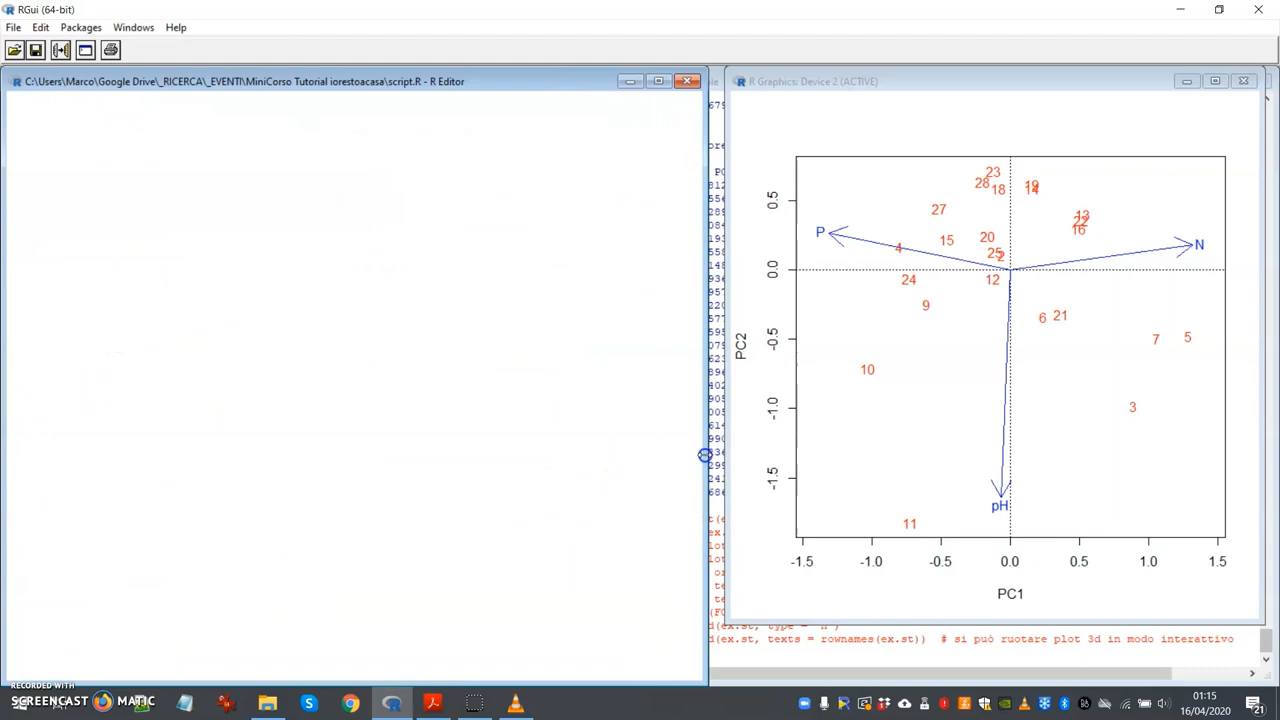 RGui (64-bit)
File Edit Packages Windows Help
C:\Users\Marco\Google Drive\_RICERCA\_EVENTI\MiniCorso Tutorial iorestoacasa\script.R - R Editor
R Graphics: Device 2 (ACTIVE)
23
28 18 19
14
27 13
22
16
P 4 15 20 N
25 2
24 12
9 6 21
7 5
10
3
pH
11
0.5
0.0
-0.5
-1.0
-1.5
PC2
-1.5 -1.0 -0.5 0.0 0.5 1.0 1.5
PC1
d(ex.st, type = "n")
d(ex.st, texts = rownames(ex.st)) # si può ruotare plot 3d in modo interattivo
RECORDED WITH
SCREENCAST MATIC
01:15
16/04/2020
21